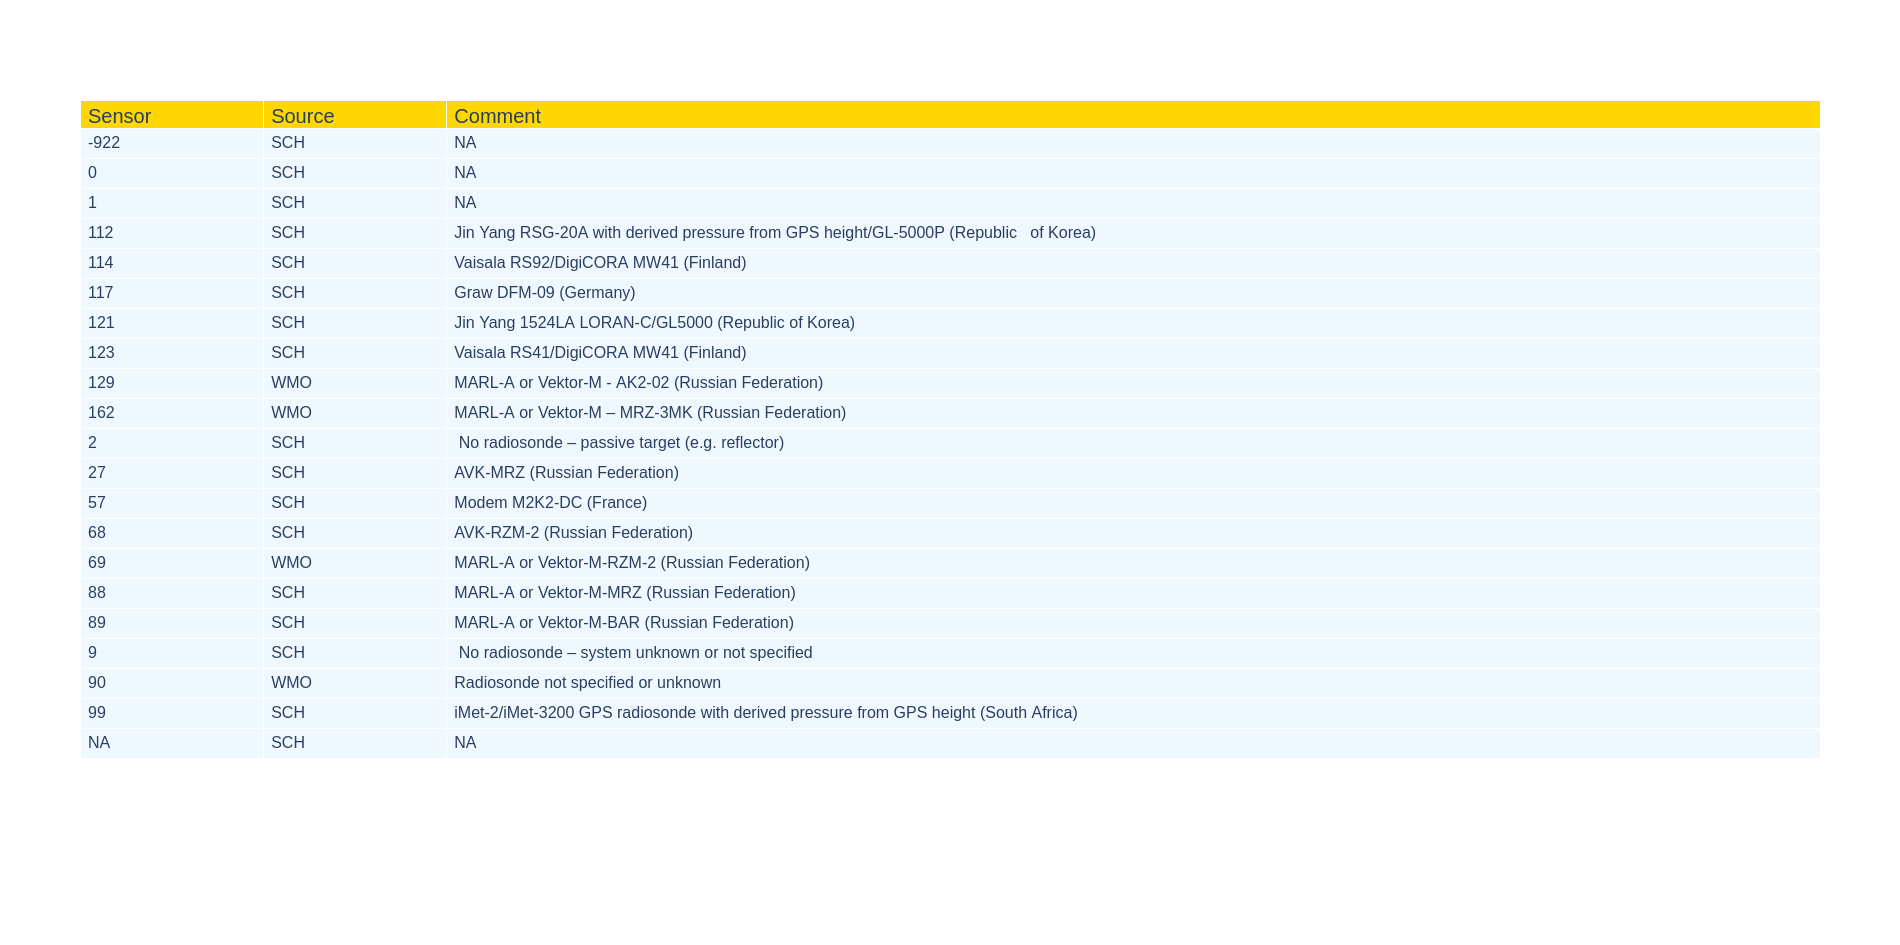 Sensor Source Comment
-922 SCH NA
0 SCH NA
1 SCH NA
112 SCH Jin Yang RSG-20A with derived pressure from GPS height/GL-5000P (Republic   of Korea)
114 SCH Vaisala RS92/DigiCORA MW41 (Finland)
117 SCH Graw DFM-09 (Germany)
121 SCH Jin Yang 1524LA LORAN-C/GL5000 (Republic of Korea)
123 SCH Vaisala RS41/DigiCORA MW41 (Finland)
129 WMO MARL-A or Vektor-M - AK2-02 (Russian Federation)
162 WMO MARL-A or Vektor-M – MRZ-3MK (Russian Federation)
2 SCH No radiosonde – passive target (e.g. reflector)
27 SCH AVK-MRZ (Russian Federation)
57 SCH Modem M2K2-DC (France)
68 SCH AVK-RZM-2 (Russian Federation)
69 WMO MARL-A or Vektor-M-RZM-2 (Russian Federation)
88 SCH MARL-A or Vektor-M-MRZ (Russian Federation)
89 SCH MARL-A or Vektor-M-BAR (Russian Federation)
9 SCH No radiosonde – system unknown or not specified
90 WMO Radiosonde not specified or unknown
99 SCH iMet-2/iMet-3200 GPS radiosonde with derived pressure from GPS height (South Africa)
NA SCH NA